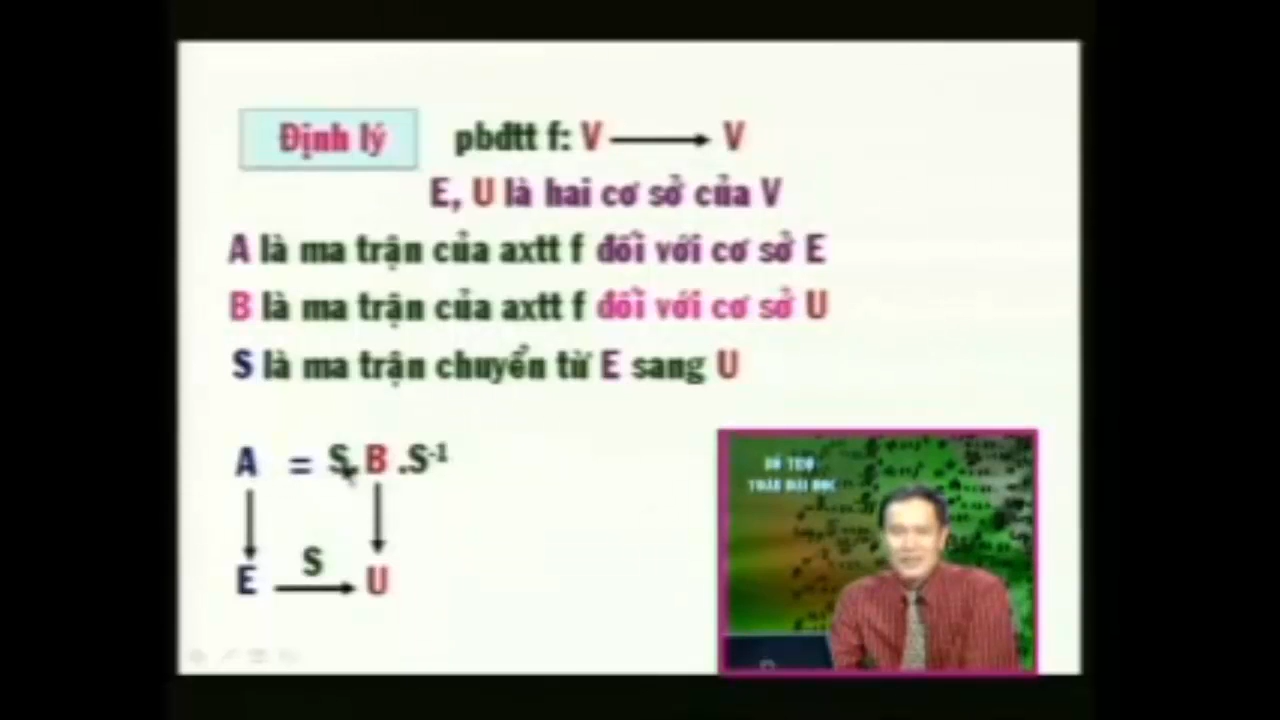 Định lý pbđtt f: V → V
E, U là hai cơ sở của V
A là ma trận của axtt f đối với cơ sở E
B là ma trận của axtt f đối với cơ sở U
S là ma trận chuyển từ E sang U
A = S.B.S⁻¹
S
E → U